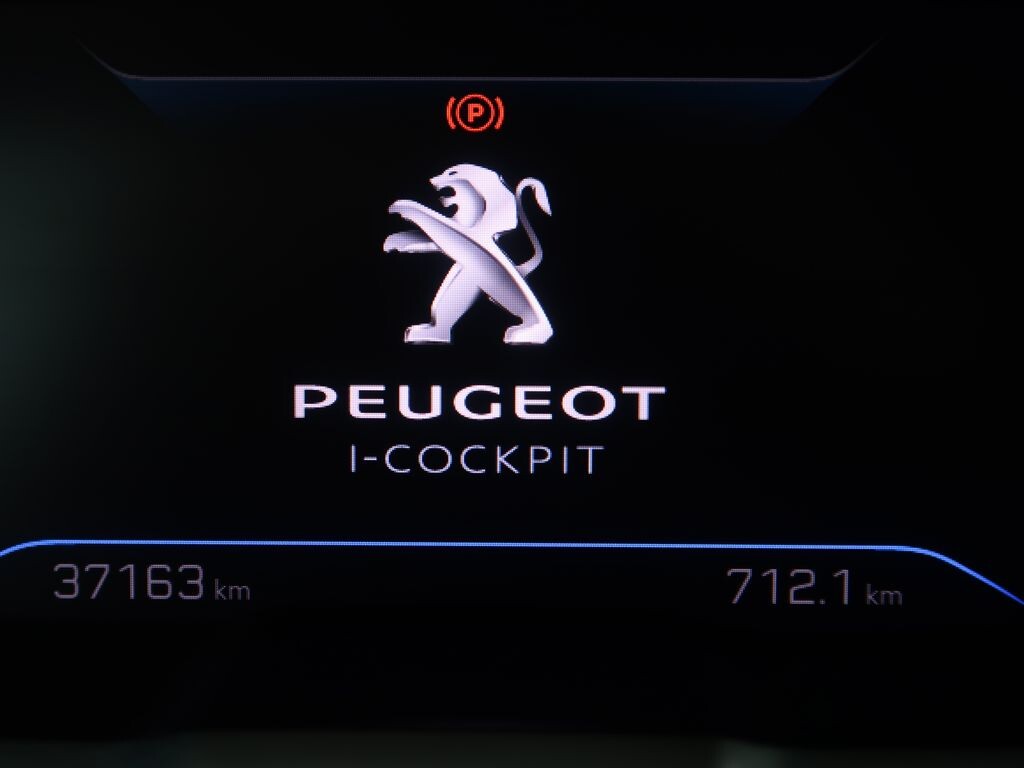 P
PEUGEOT
I-COCKPIT
37163 km
712.1 km